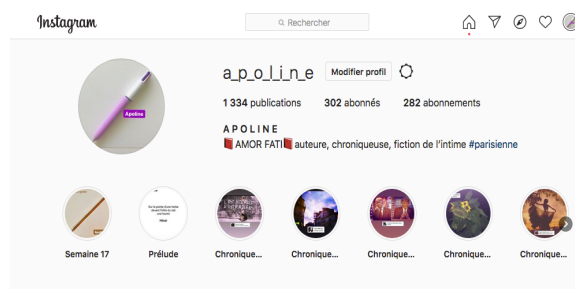 Instagram
Rechercher
a_p_o_l_i_n_e Modifier profil
1 334 publications 302 abonnés 282 abonnements
A P O L I N E
📕 AMOR FATI📕 auteure, chroniqueuse, fiction de l'intime #parisienne
Apoline
Semaine 17 Prélude Chronique... Chronique... Chronique... Chronique... Chronique...